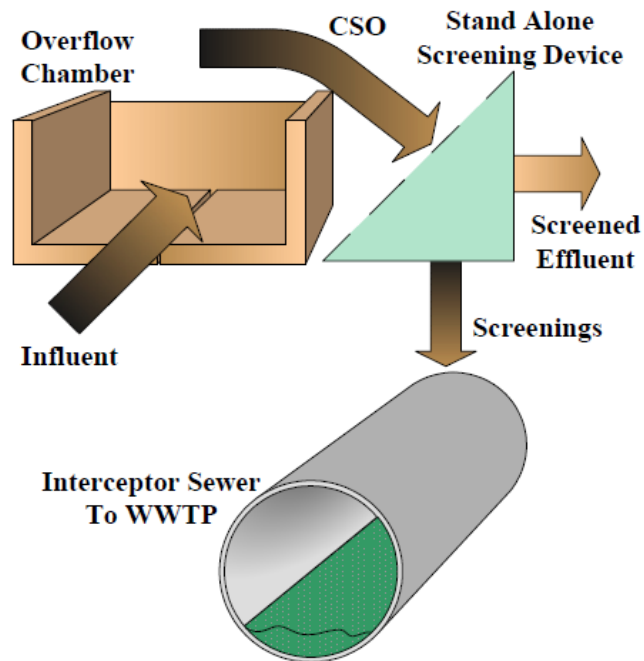 Overflow
Chamber
CSO
Stand Alone
Screening Device
Screened
Effluent
Influent
Screenings
Interceptor Sewer
To WWTP